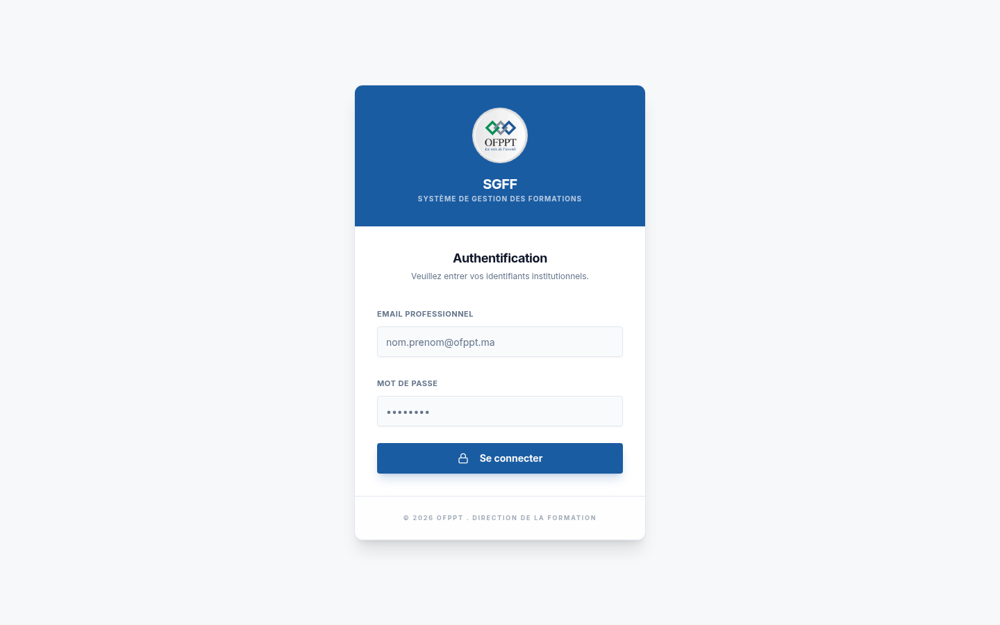 OFPPT
La voie de l'avenir
SGFF
SYSTÈME DE GESTION DES FORMATIONS
Authentification
Veuillez entrer vos identifiants institutionnels.
EMAIL PROFESSIONNEL
nom.prenom@ofppt.ma
MOT DE PASSE
••••••••
Se connecter
© 2026 OFPPT . DIRECTION DE LA FORMATION